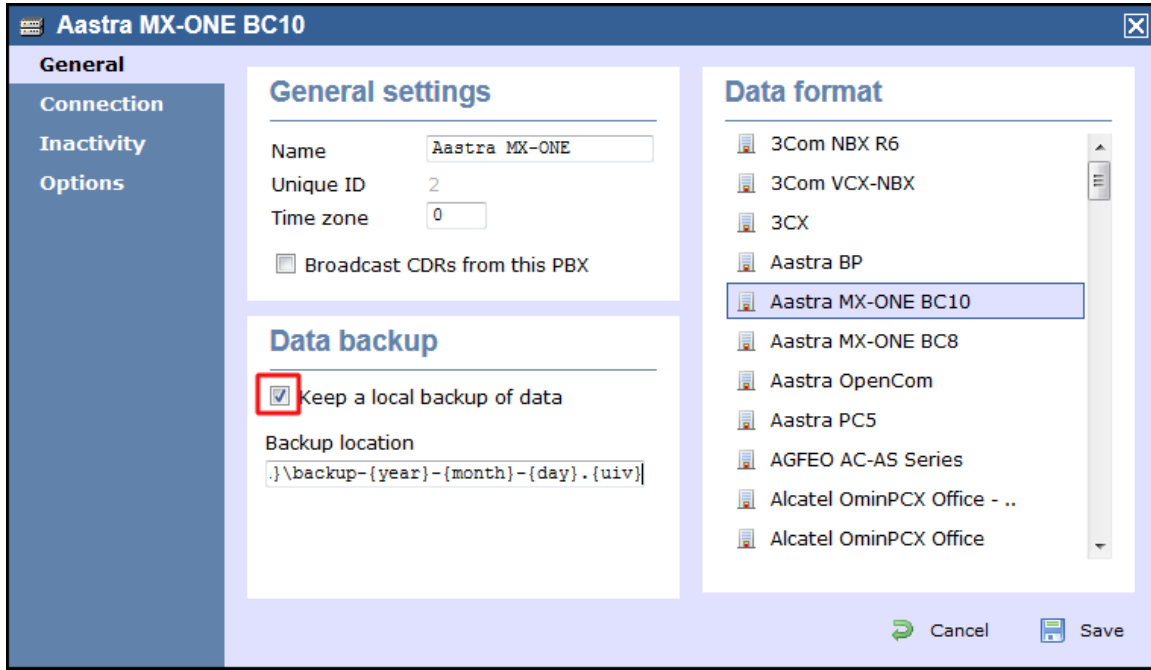 Aastra MX-ONE BC10
General
Connection
Inactivity
Options
General settings
Name Aastra MX-ONE
Unique ID 2
Time zone 0
Broadcast CDRs from this PBX
Data backup
Keep a local backup of data
Backup location
.}\backup-{year}-{month}-{day}.{uiv}
Data format
3Com NBX R6
3Com VCX-NBX
3CX
Aastra BP
Aastra MX-ONE BC10
Aastra MX-ONE BC8
Aastra OpenCom
Aastra PC5
AGFEO AC-AS Series
Alcatel OminPCX Office - ..
Alcatel OminPCX Office
Cancel
Save